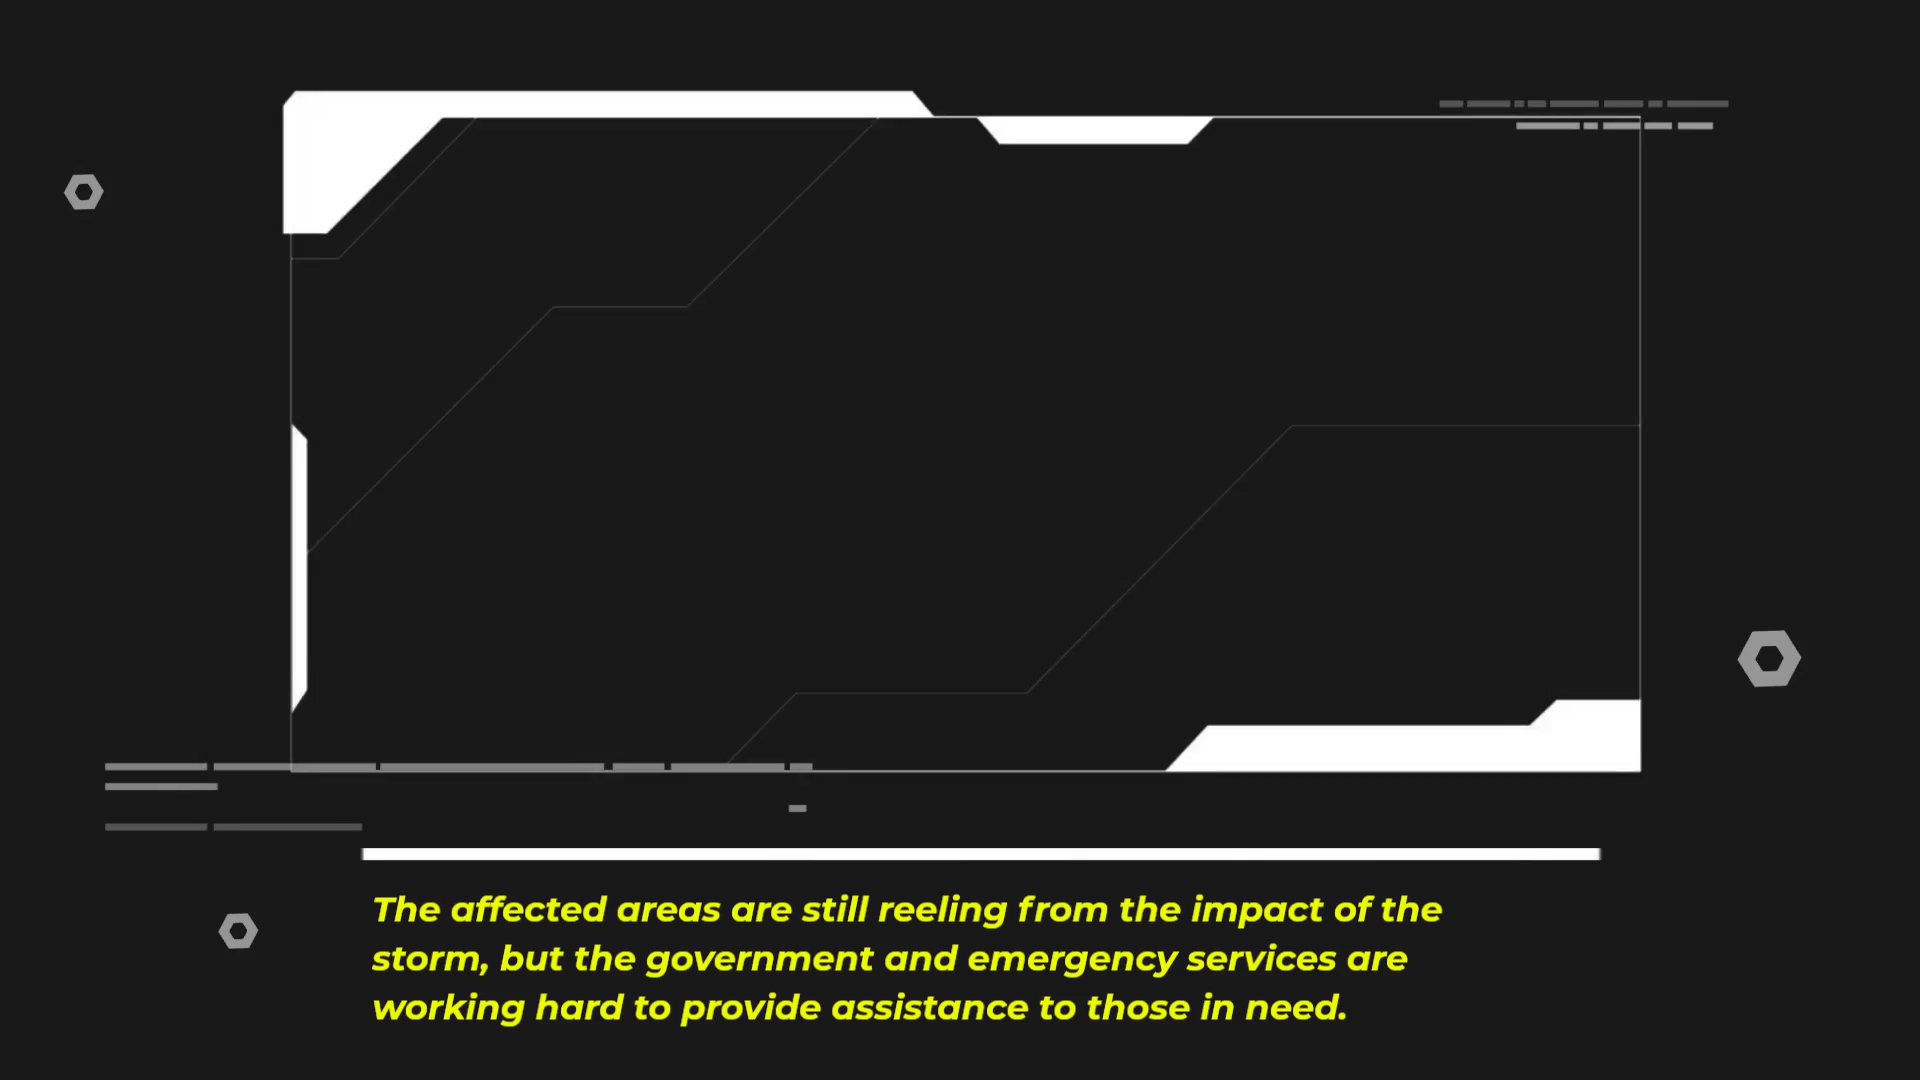 The affected areas are still reeling from the impact of the
storm, but the government and emergency services are
working hard to provide assistance to those in need.